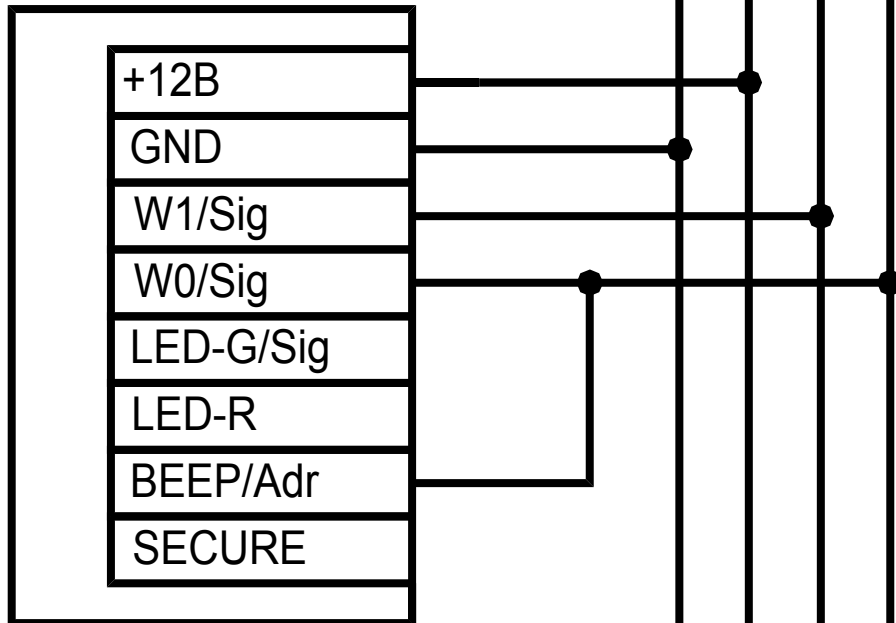 +12В
GND
W1/Sig
W0/Sig
LED-G/Sig
LED-R
BEEP/Adr
SECURE